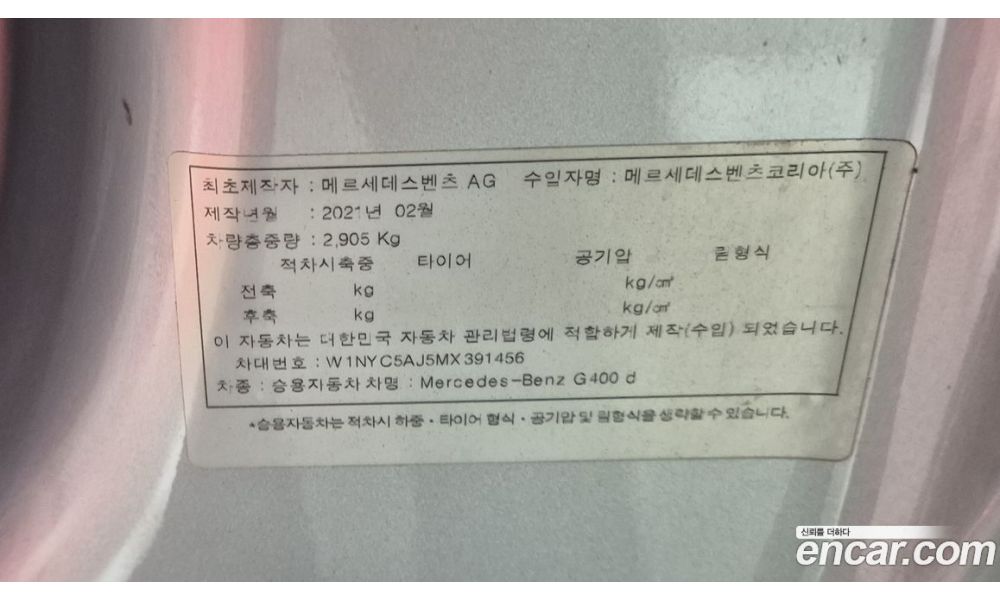 최초제작자 : 메르세데스벤츠 AG 수입자명 : 메르세데스벤츠코리아(주)
제작년월 : 2021년 02월
차량총중량 : 2,905 Kg
적차시축중 타이어 공기압 림형식
전축 kg kg/㎠
후축 kg kg/㎠
이 자동차는 대한민국 자동차 관리법령에 적합하게 제작(수입) 되었습니다.
차대번호 : W1NYC5AJ5MX391456
차종 : 승용자동차 차명 : Mercedes-Benz G400 d
*승용자동차는 적차시 하중 · 타이어 형식 · 공기압 및 림형식을 생략할 수 있습니다.
신뢰를 더하다
encar.com